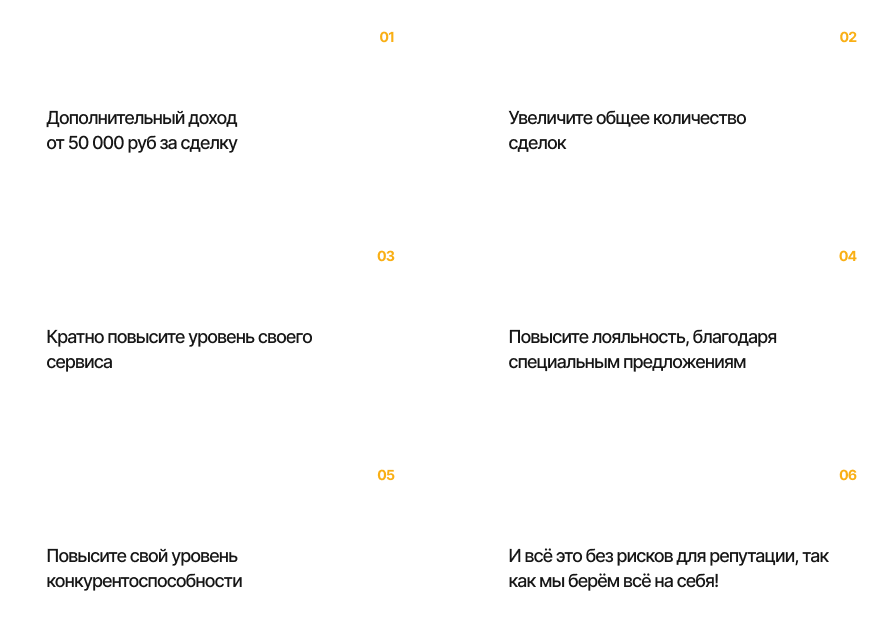 01
Дополнительный доход
от 50 000 руб за сделку
02
Увеличите общее количество
сделок
03
Кратно повысите уровень своего
сервиса
04
Повысите лояльность, благодаря
специальным предложениям
05
Повысите свой уровень
конкурентоспособности
06
И всё это без рисков для репутации, так
как мы берём всё на себя!